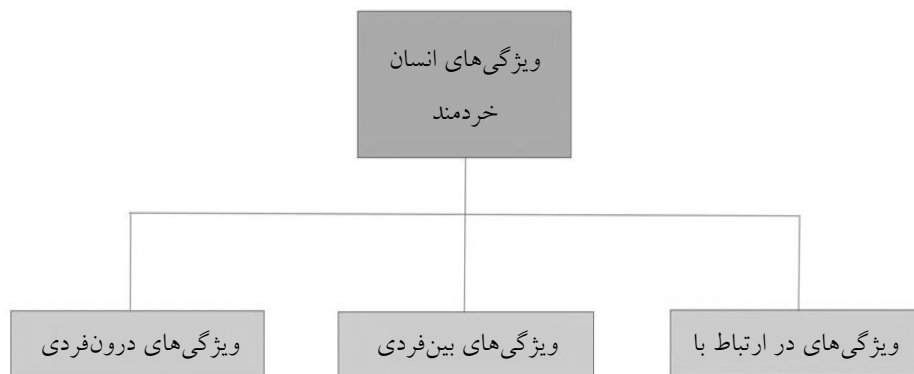 ویژگی‌های انسان
خردمند
ویژگی‌های در ارتباط با
ویژگی‌های بین‌فردی
ویژگی‌های درون‌فردی